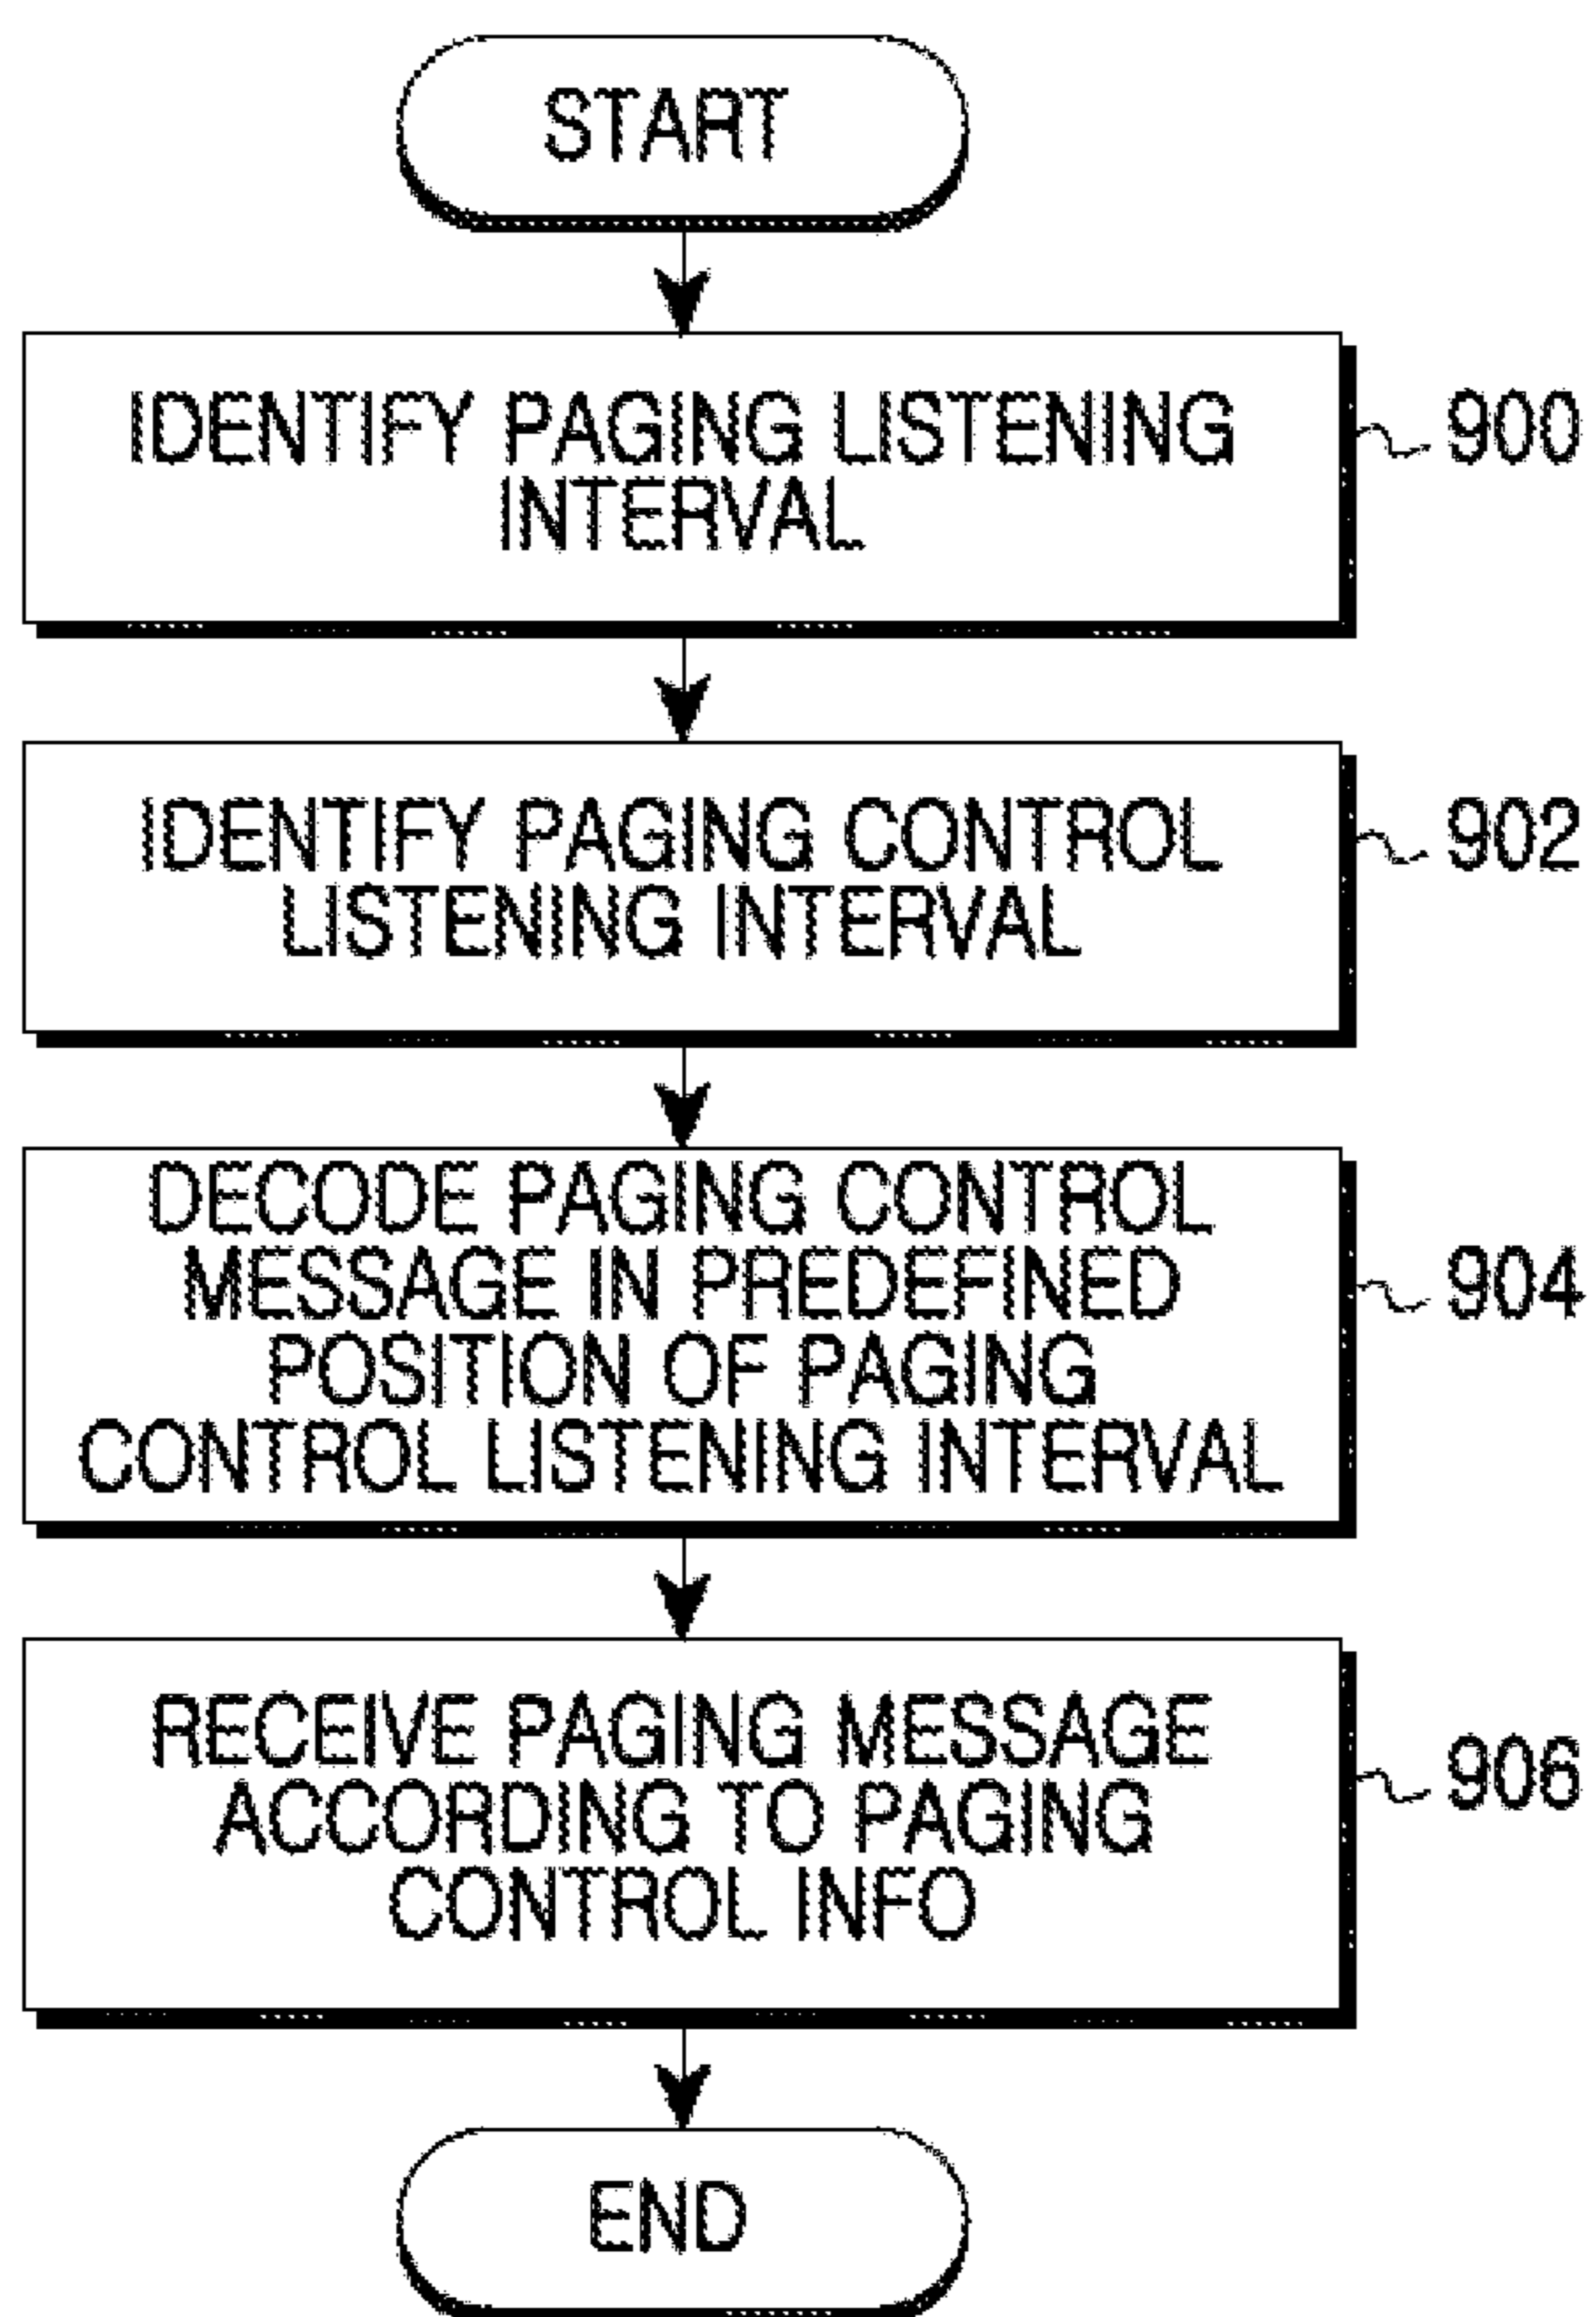 START
IDENTIFY PAGING LISTENING
INTERVAL
900
IDENTIFY PAGING CONTROL
LISTENING INTERVAL
902
DECODE PAGING CONTROL
MESSAGE IN PREDEFINED
POSITION OF PAGING
CONTROL LISTENING INTERVAL
904
RECEIVE PAGING MESSAGE
ACCORDING TO PAGING
CONTROL INFO
906
END